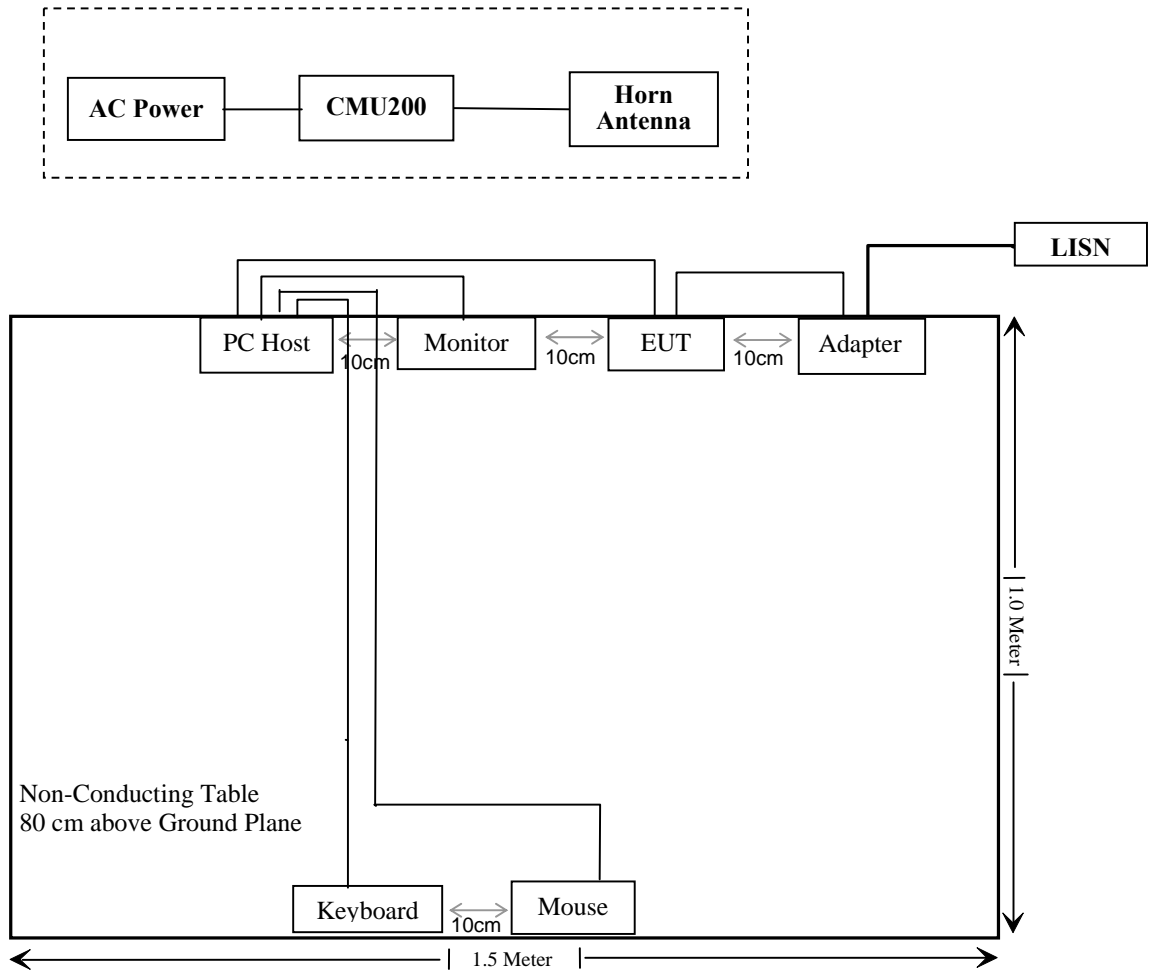 AC Power
CMU200
Horn
Antenna
LISN
PC Host
Monitor
EUT
Adapter
10cm
10cm
10cm
1.0 Meter
Non-Conducting Table
80 cm above Ground Plane
Keyboard
Mouse
10cm
1.5 Meter